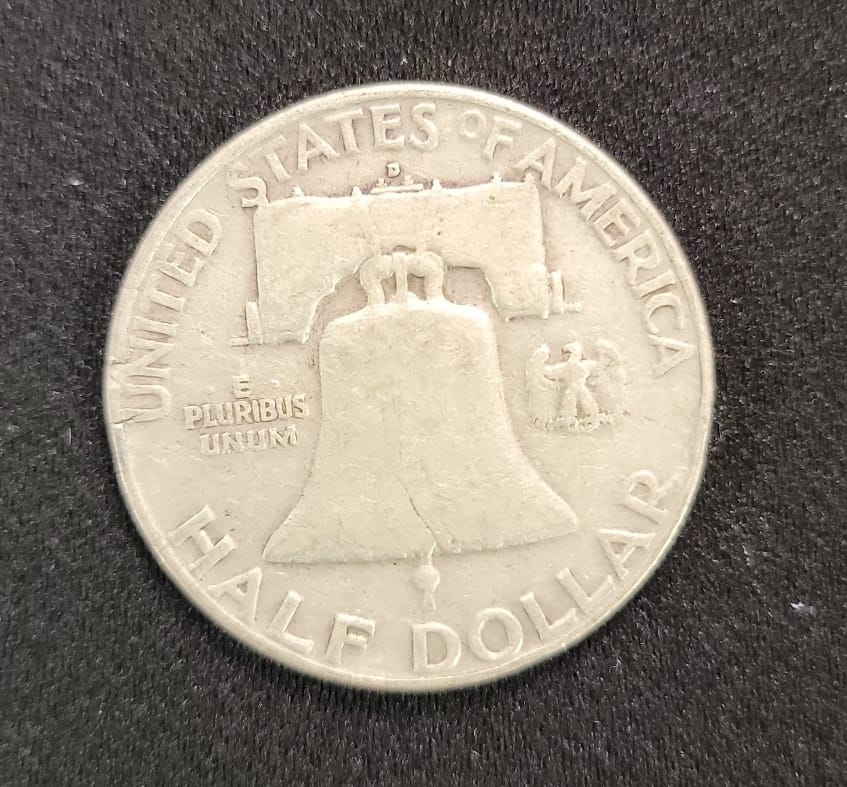 UNITED STATES OF AMERICA
D
E
PLURIBUS
UNUM
HALF DOLLAR